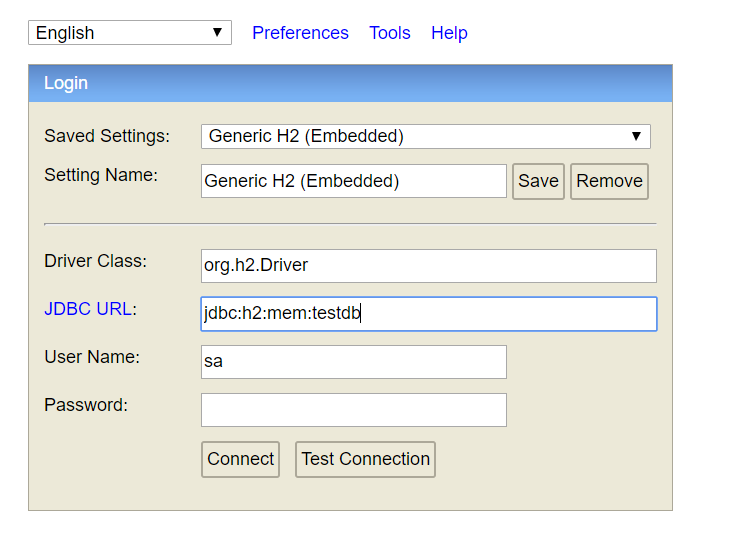 English Preferences Tools Help
Login
Saved Settings: Generic H2 (Embedded)
Setting Name: Generic H2 (Embedded) Save Remove
Driver Class: org.h2.Driver
JDBC URL: jdbc:h2:mem:testdb
User Name: sa
Password:
Connect Test Connection